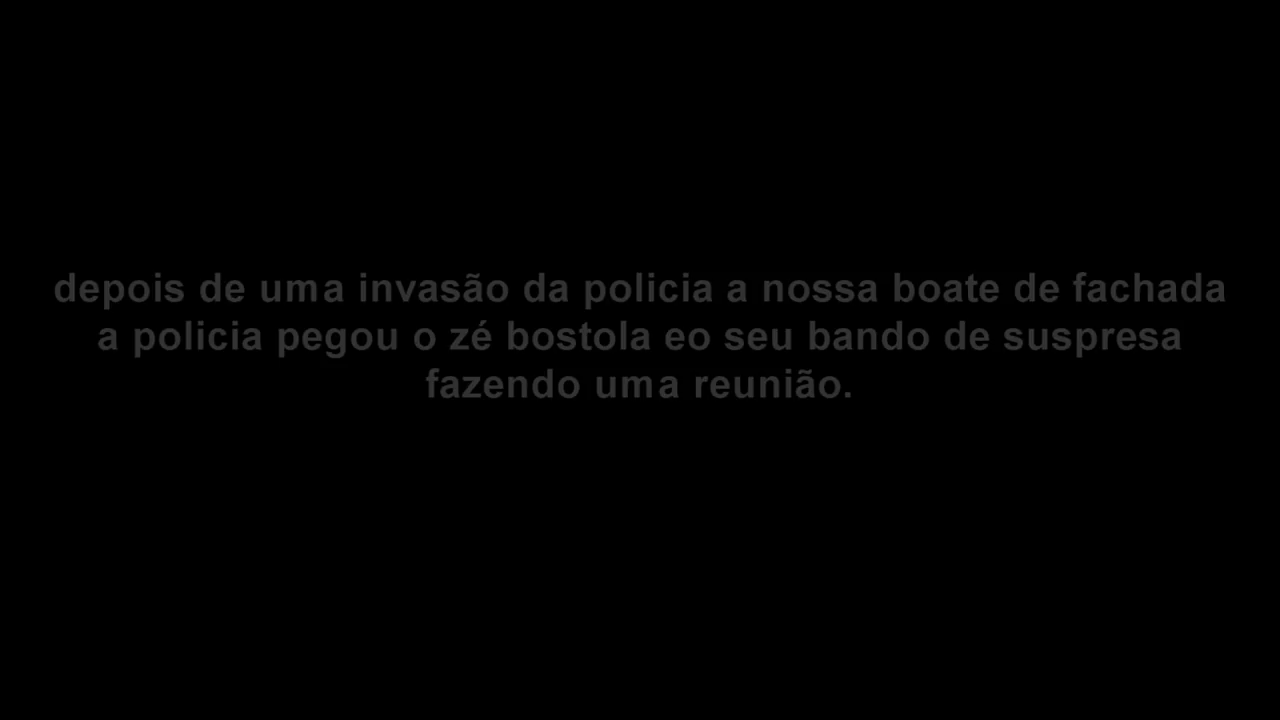 depois de uma invasão da policia a nossa boate de fachada
a policia pegou o zé bostola eo seu bando de suspresa
fazendo uma reunião.